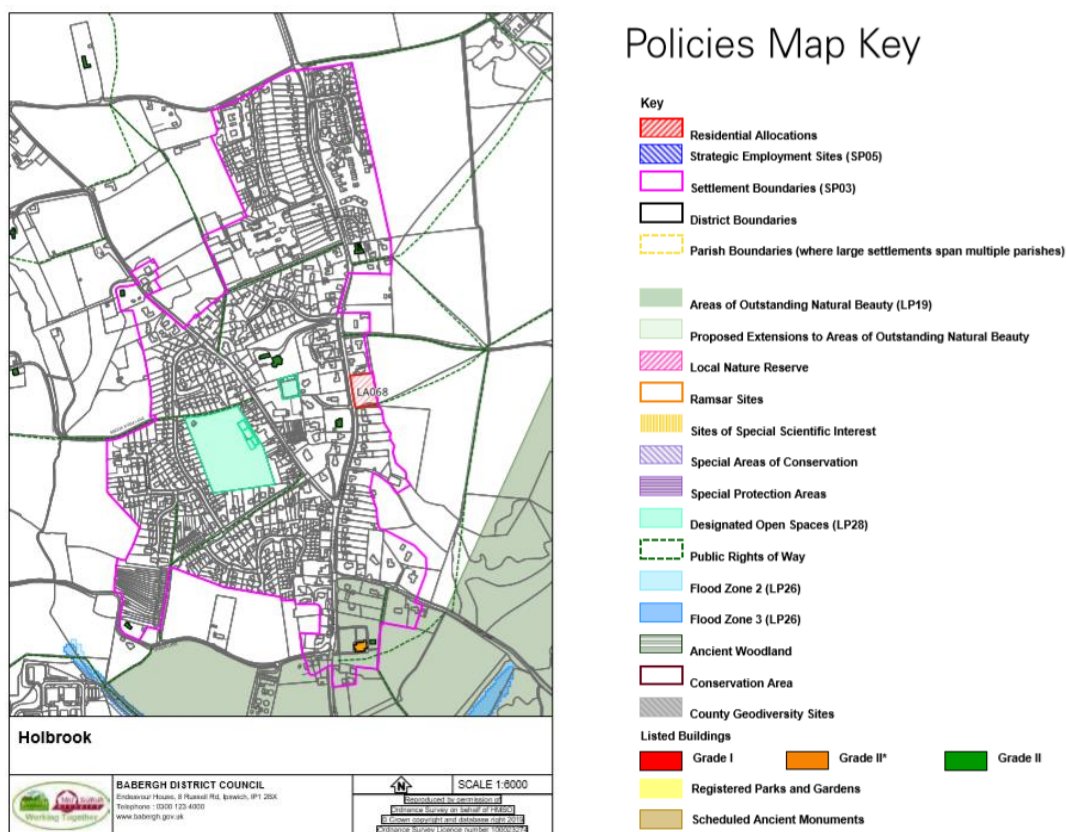 LA068
Holbrook
Working Together
BABERGH DISTRICT COUNCIL
Endeavour House, 8 Russell Rd, Ipswich, IP1 2BX
Telephone : 0300 123 4000
www.babergh.gov.uk
N
SCALE 1:6000
Reproduced by permission of
Ordnance Survey on behalf of HMSO
© Crown copyright and database right 2019
Ordnance Survey Licence number 100023274
Policies Map Key
Key
Residential Allocations
Strategic Employment Sites (SP05)
Settlement Boundaries (SP03)
District Boundaries
Parish Boundaries (where large settlements span multiple parishes)
Areas of Outstanding Natural Beauty (LP19)
Proposed Extensions to Areas of Outstanding Natural Beauty
Local Nature Reserve
Ramsar Sites
Sites of Special Scientific Interest
Special Areas of Conservation
Special Protection Areas
Designated Open Spaces (LP28)
Public Rights of Way
Flood Zone 2 (LP26)
Flood Zone 3 (LP26)
Ancient Woodland
Conservation Area
County Geodiversity Sites
Listed Buildings
Grade I
Grade II*
Grade II
Registered Parks and Gardens
Scheduled Ancient Monuments